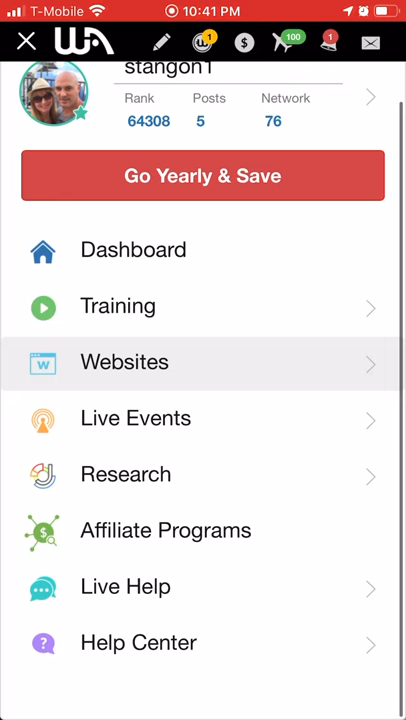 T-Mobile 10:41 PM
WA 1 $ 100 1
stangon1
Rank Posts Network
64308 5 76
Go Yearly & Save
Dashboard
Training
W Websites
Live Events
Research
$ Affiliate Programs
Live Help
? Help Center